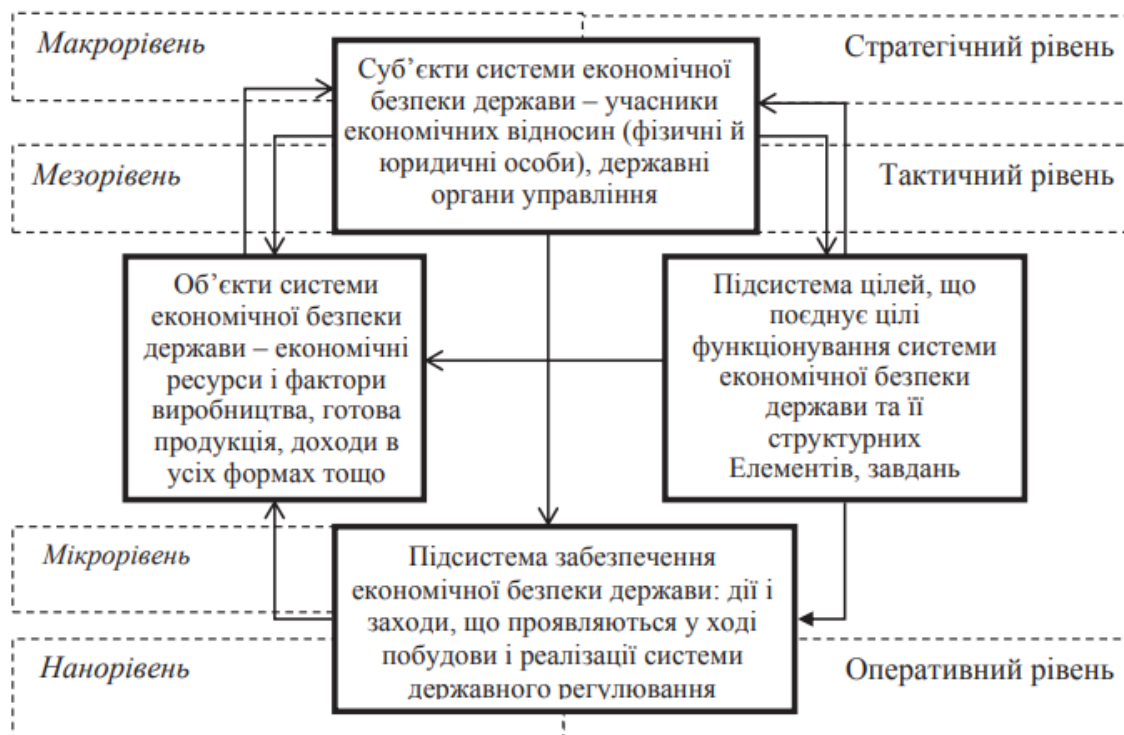 Макрорівень
Стратегічний рівень
Суб’єкти системи економічної
безпеки держави – учасники
економічних відносин (фізичні й
юридичні особи), державні
органи управління
Мезорівень
Тактичний рівень
Об’єкти системи
економічної безпеки
держави – економічні
ресурси і фактори
виробництва, готова
продукція, доходи в
усіх формах тощо
Підсистема цілей, що
поєднує цілі
функціонування системи
економічної безпеки
держави та її
структурних
Елементів, завдань
Мікрорівень
Підсистема забезпечення
економічної безпеки держави: дії і
заходи, що проявляються у ході
побудови і реалізації системи
державного регулювання
Нанорівень
Оперативний рівень